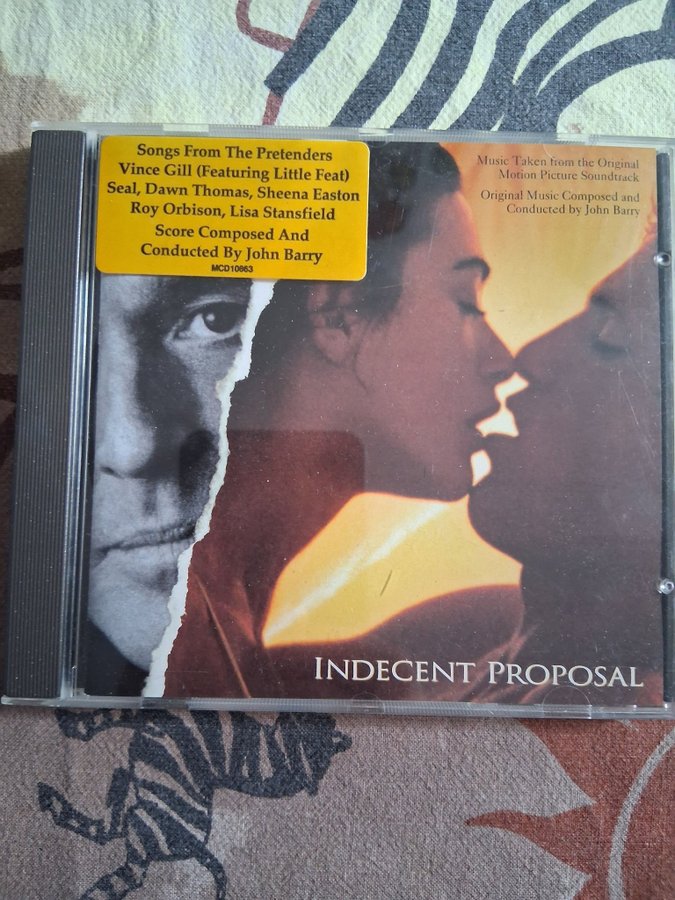 Songs From The Pretenders
Vince Gill (Featuring Little Feat)
Seal, Dawn Thomas, Sheena Easton
Roy Orbison, Lisa Stansfield
Score Composed And
Conducted By John Barry
MCD10863
Music Taken from the Original
Motion Picture Soundtrack
Original Music Composed and
Conducted by John Barry
INDECENT PROPOSAL